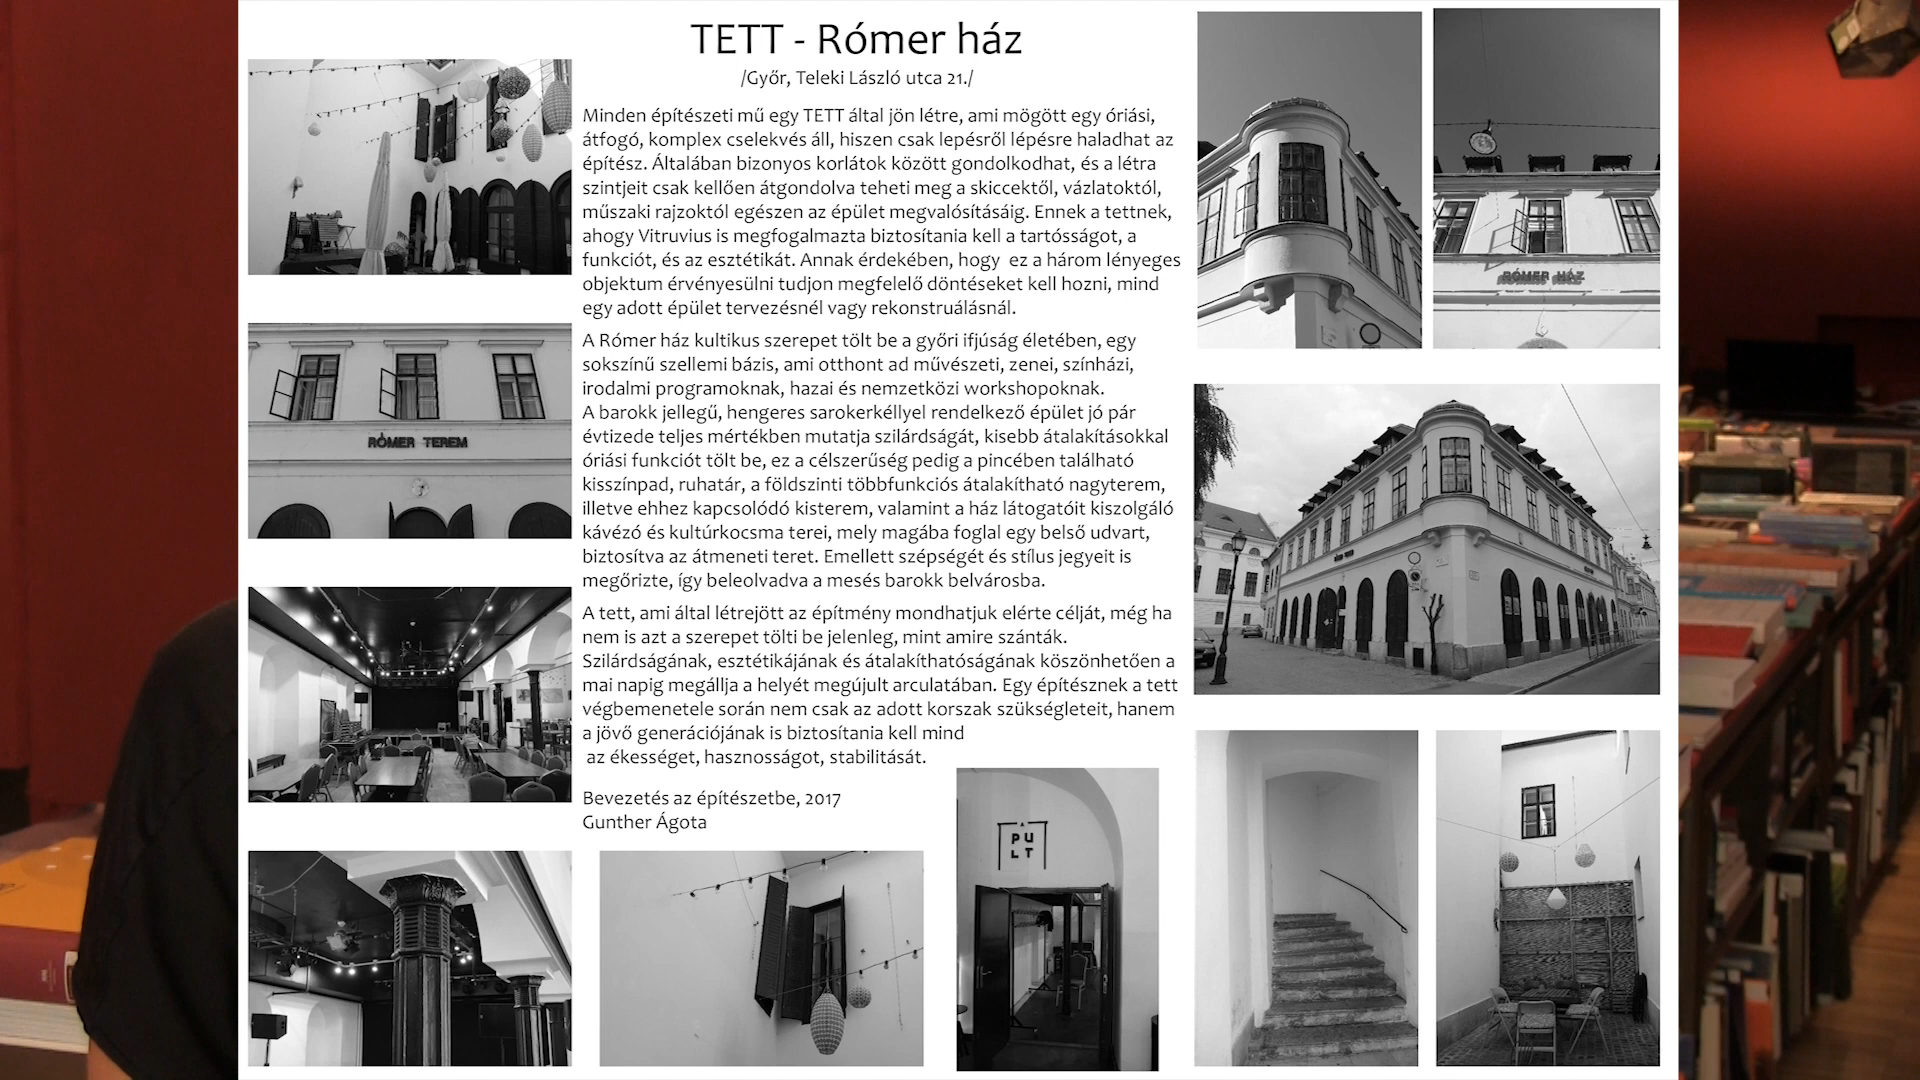 TETT - Rómer ház
/Győr, Teleki László utca 21./
Minden építészeti mű egy TETT által jön létre, ami mögött egy óriási,
átfogó, komplex cselekvés áll, hiszen csak lepésről lépésre haladhat az
építész. Általában bizonyos korlátok között gondolkodhat, és a létra
szintjeit csak kellően átgondolva teheti meg a skiccektől, vázlatoktól,
műszaki rajzoktól egészen az épület megvalósításáig. Ennek a tettnek,
ahogy Vitruvius is megfogalmazta biztosítania kell a tartósságot, a
funkciót, és az esztétikát. Annak érdekében, hogy  ez a három lényeges
objektum érvényesülni tudjon megfelelő döntéseket kell hozni, mind
egy adott épület tervezésnél vagy rekonstruálásnál.
A Rómer ház kultikus szerepet tölt be a győri ifjúság életében, egy
sokszínű szellemi bázis, ami otthont ad művészeti, zenei, színházi,
irodalmi programoknak, hazai és nemzetközi workshopoknak.
A barokk jellegű, hengeres sarokerkéllyel rendelkező épület jó pár
évtizede teljes mértékben mutatja szilárdságát, kisebb átalakításokkal
óriási funkciót tölt be, ez a célszerűség pedig a pincében található
kisszínpad, ruhatár, a földszinti többfunkciós átalakítható nagyterem,
illetve ehhez kapcsolódó kisterem, valamint a ház látogatóit kiszolgáló
kávézó és kultúrkocsma terei, mely magába foglal egy belső udvart,
biztosítva az átmeneti teret. Emellett szépségét és stílus jegyeit is
megőrizte, így beleolvadva a mesés barokk belvárosba.
A tett, ami által létrejött az építmény mondhatjuk elérte célját, még ha
nem is azt a szerepet tölti be jelenleg, mint amire szánták.
Szilárdságának, esztétikájának és átalakíthatóságának köszönhetően a
mai napig megállja a helyét megújult arculatában. Egy építésznek a tett
végbemenetele során nem csak az adott korszak szükségleteit, hanem
a jövő generációjának is biztosítania kell mind
az ékességet, hasznosságot, stabilitását.
Bevezetés az építészetbe, 2017
Gunther Ágota
RÓMER TEREM
RÓMER HÁZ
A
PU
LT